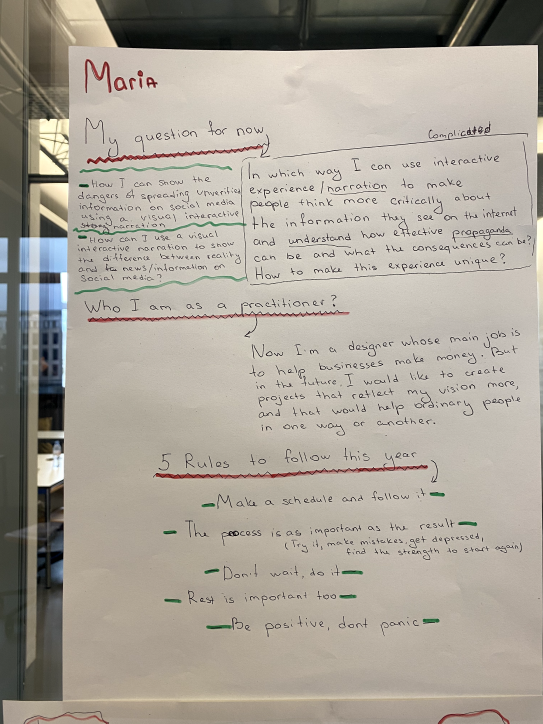 Maria
My question for now
Complicated
- How I can show the
dangers of spreading unverified
information on social media
using a visual interactive
narration
- How can I use a visual
interactive narration to show
the difference between reality
and news/information on
social media?
In which way I can use interactive
experience/narration to make
people think more critically about
the information they see on the internet
and understand how effective propaganda
can be and what the consequences can be?
How to make this experience unique?
Who I am as a practitioner?
Now I'm a designer whose main job is
to help businesses make money. But
in the future, I would like to create
projects that reflect my vision more,
and that would help ordinary people
in one way or another.
5 Rules to follow this year
- Make a schedule and follow it -
- The process is as important as the result -
(Try it, make mistakes, get depressed,
find the strength to start again)
- Don't wait, do it -
- Rest is important too -
- Be positive, dont panic -